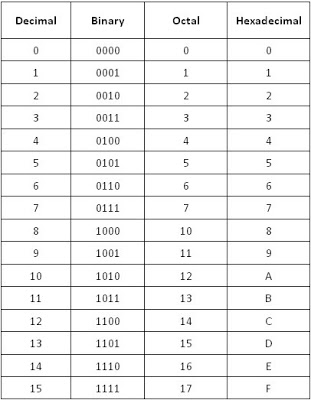 Decimal Binary Octal Hexadecimal
0 0000 0 0
1 0001 1 1
2 0010 2 2
3 0011 3 3
4 0100 4 4
5 0101 5 5
6 0110 6 6
7 0111 7 7
8 1000 10 8
9 1001 11 9
10 1010 12 A
11 1011 13 B
12 1100 14 C
13 1101 15 D
14 1110 16 E
15 1111 17 F